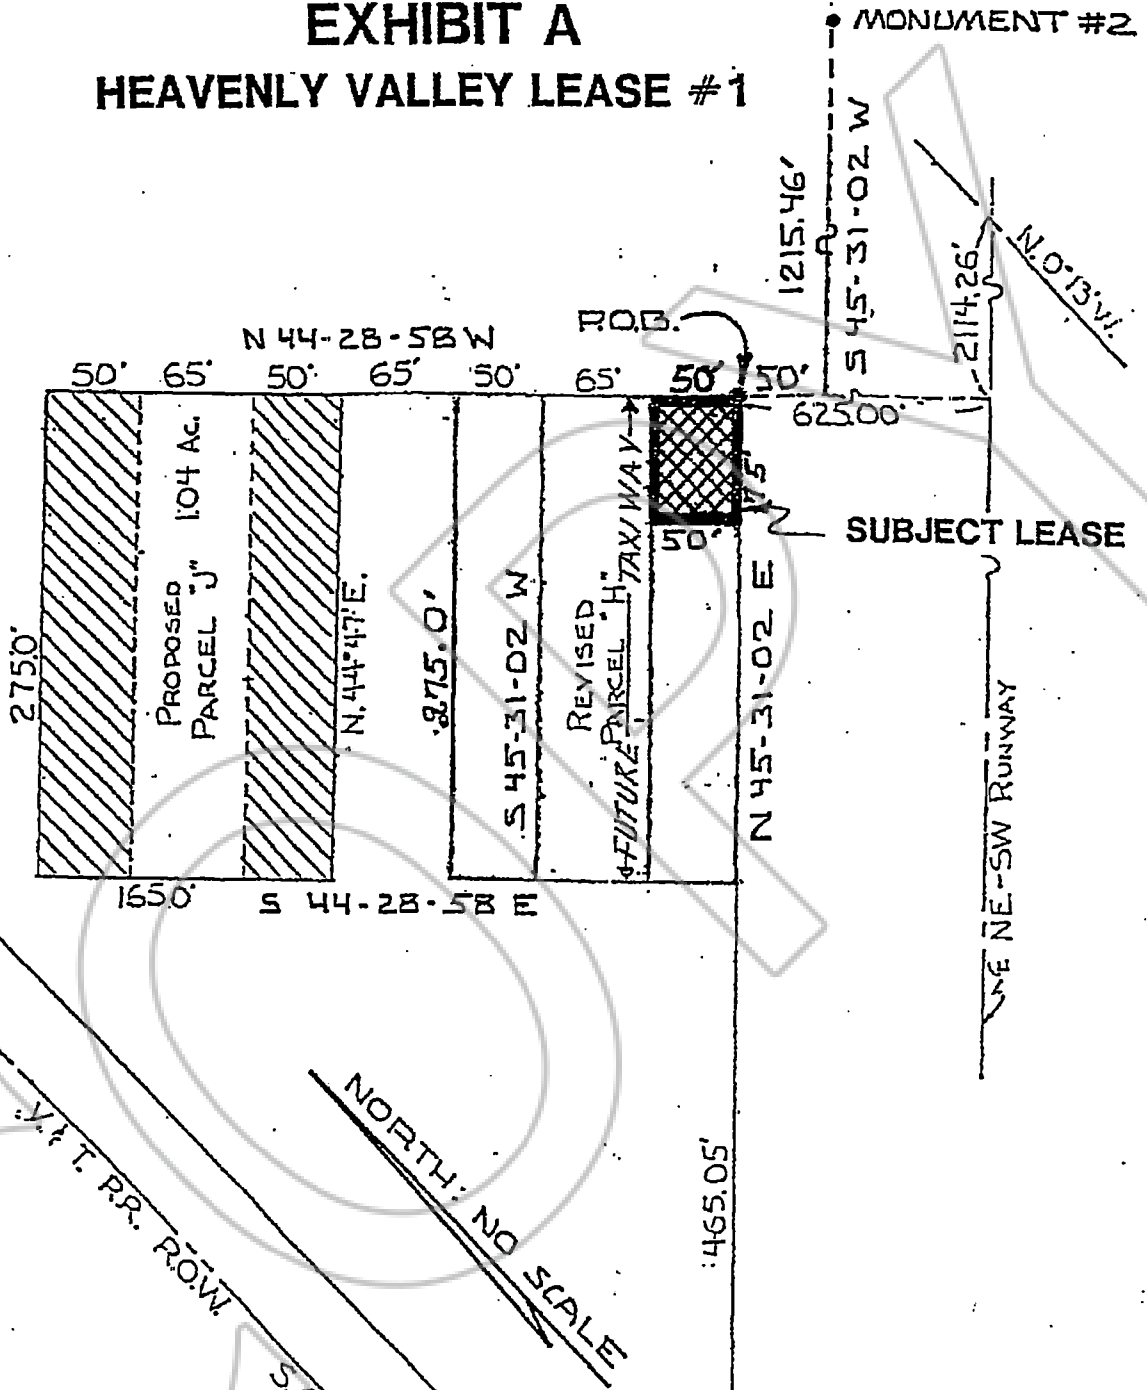 EXHIBIT A
HEAVENLY VALLEY LEASE #1
MONUMENT #2
1215.46'
S 45-31-02 W
N. 0°13' W.
2114.26'
P.O.B.
N 44-28-58 W
50' 65' 50' 65' 50' 65' 50' 50'
625.00'
75'
50'
SUBJECT LEASE
275.0'
PROPOSED
PARCEL "J"
1.04 Ac.
N. 44°47' E.
275.0'
S 45-31-02 W
REVISED
PARCEL "H"
FUTURE TAXIWAY
N 45-31-02 E
165.0'
S 44-28-58 E
℄ NE-SW RUNWAY
465.05'
NORTH: NO SCALE
V. & T. R.R. R.O.W.
COPY